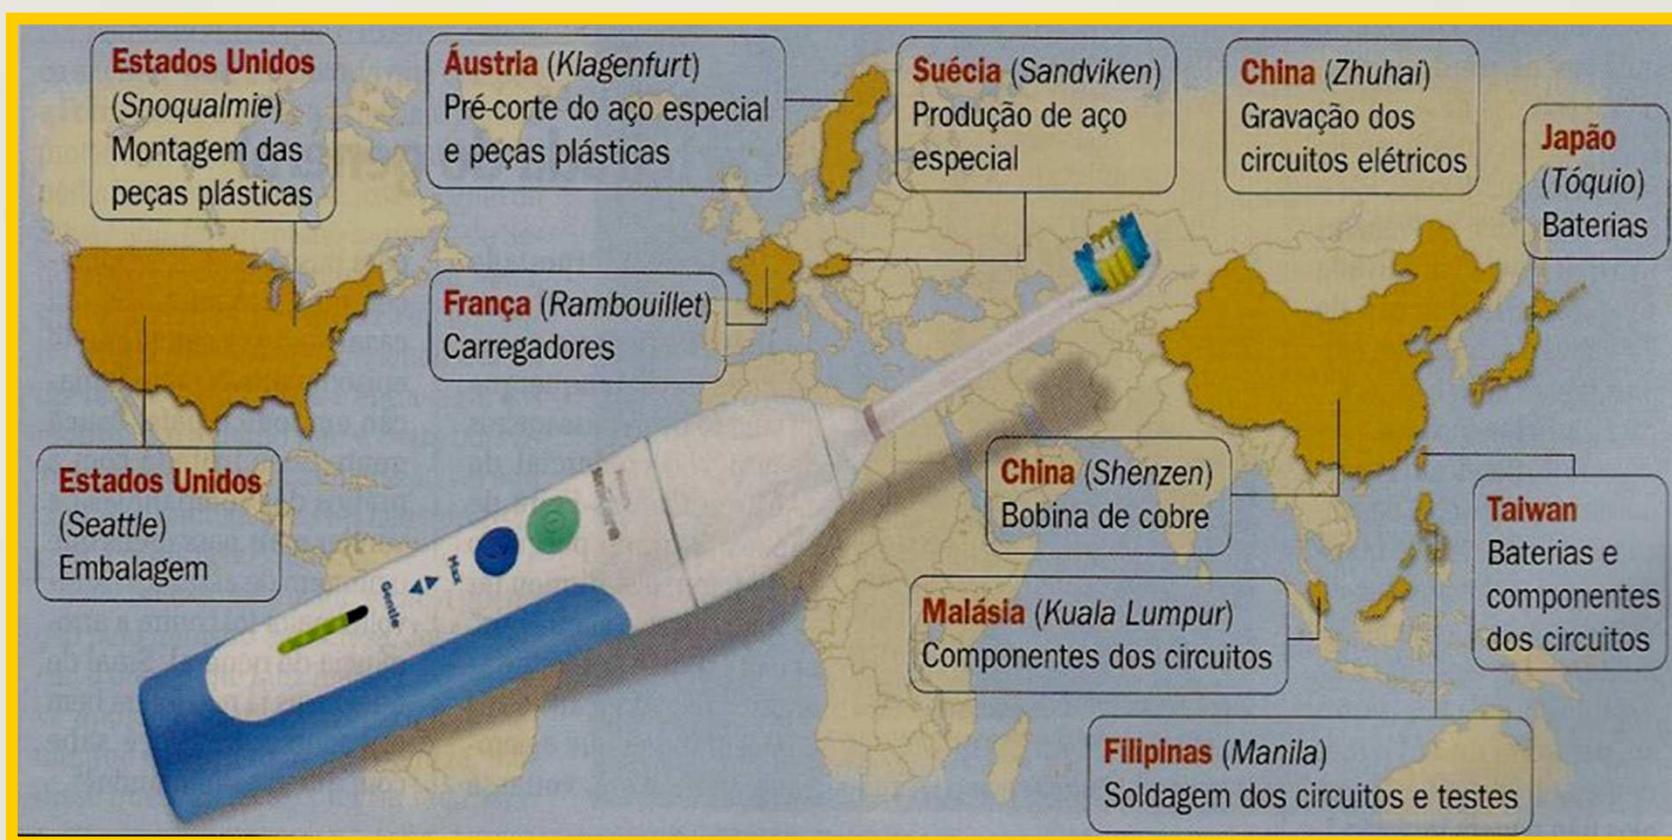 Estados Unidos
(Snoqualmie)
Montagem das
peças plásticas
Áustria (Klagenfurt)
Pré-corte do aço especial
e peças plásticas
Suécia (Sandviken)
Produção de aço
especial
China (Zhuhai)
Gravação dos
circuitos elétricos
Japão
(Tóquio)
Baterias
França (Rambouillet)
Carregadores
Estados Unidos
(Seattle)
Embalagem
China (Shenzen)
Bobina de cobre
Taiwan
Baterias e
componentes
dos circuitos
Malásia (Kuala Lumpur)
Componentes dos circuitos
Filipinas (Manila)
Soldagem dos circuitos e testes
Max
Gentle